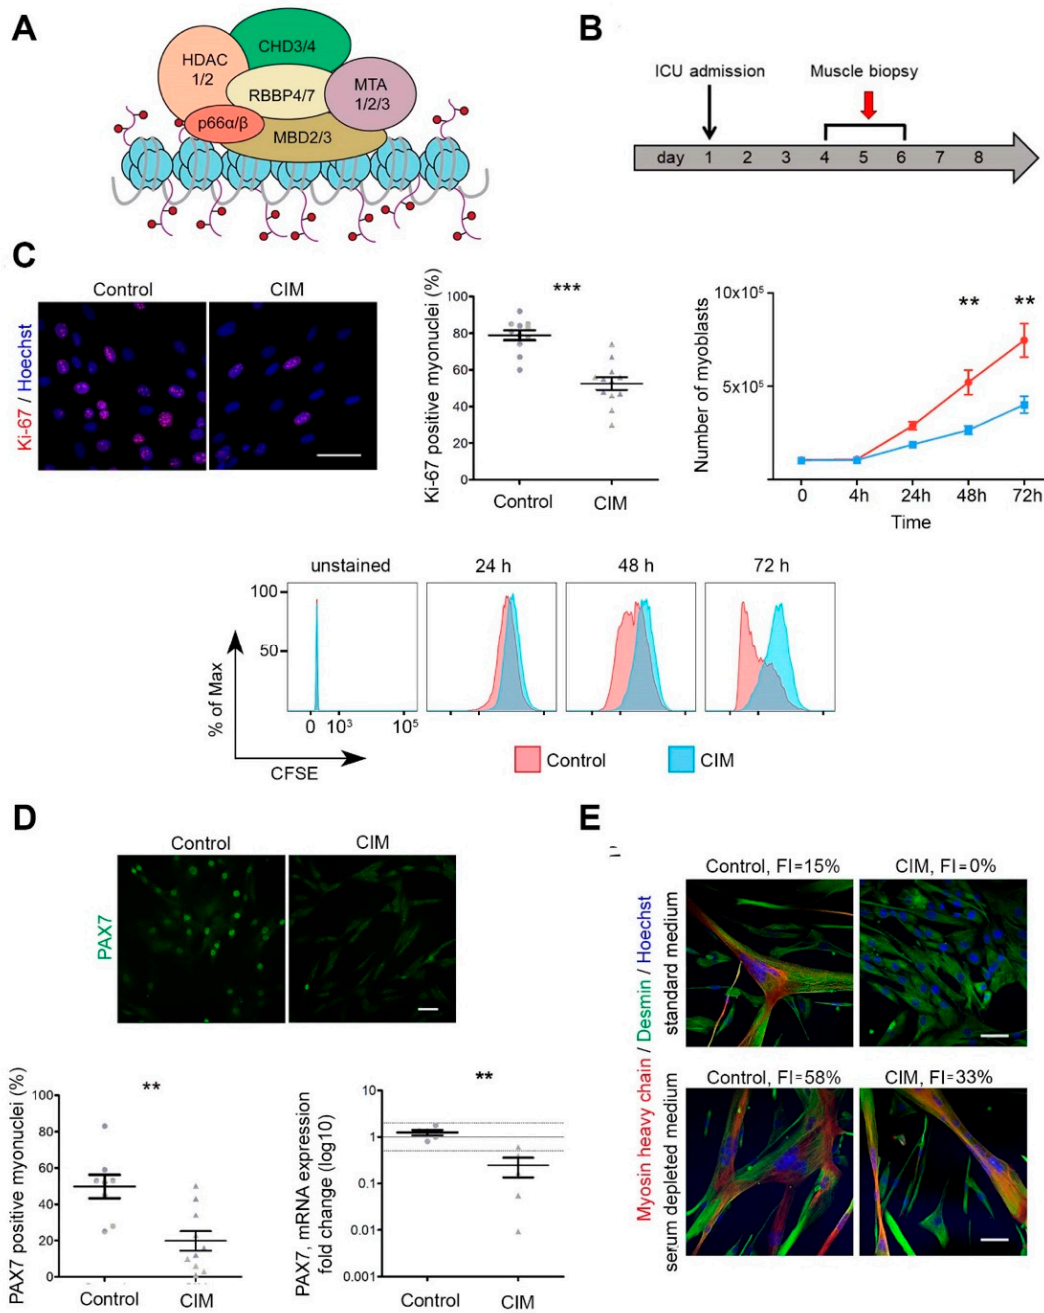 A
HDAC
1/2
CHD3/4
RBBP4/7
MTA
1/2/3
p66α/β
MBD2/3
B
ICU admission
Muscle biopsy
day 1 2 3 4 5 6 7 8
C
Control
CIM
Ki-67 / Hoechst
Ki-67 positive myonuclei (%)
100
80
60
40
20
0
***
Control
CIM
Number of myoblasts
10x10⁵
5x10⁵
** **
0 4h 24h 48h 72h
Time
unstained
24 h
48 h
72 h
% of Max
100
50
0 10³ 10⁵
CFSE
Control
CIM
D
Control
CIM
PAX7
PAX7 positive myonuclei (%)
100
80
60
40
20
0
**
Control
CIM
PAX7, mRNA expression
fold change (log10)
10
1
0.1
0.01
0.001
**
Control
CIM
E
Myosin heavy chain / Desmin / Hoechst
standard medium
Control, FI=15%
CIM, FI=0%
serum depleted medium
Control, FI=58%
CIM, FI=33%